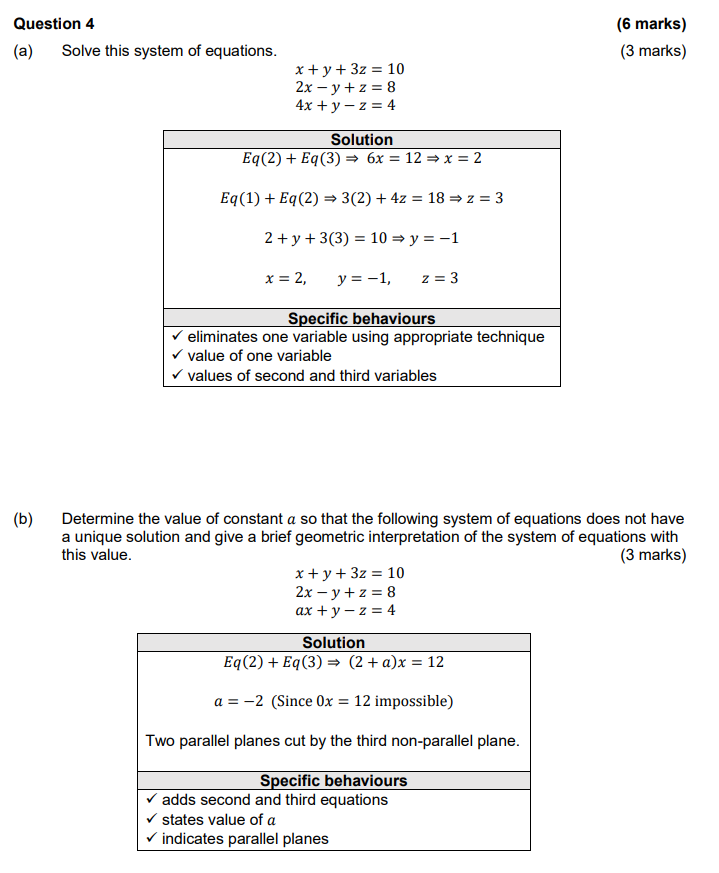 Question 4 (6 marks)
(a) Solve this system of equations. (3 marks)
x + y + 3z = 10
2x − y + z = 8
4x + y − z = 4
Solution
Eq(2) + Eq(3) ⇒ 6x = 12 ⇒ x = 2
Eq(1) + Eq(2) ⇒ 3(2) + 4z = 18 ⇒ z = 3
2 + y + 3(3) = 10 ⇒ y = −1
x = 2, y = −1, z = 3
Specific behaviours
✓ eliminates one variable using appropriate technique
✓ value of one variable
✓ values of second and third variables
(b) Determine the value of constant a so that the following system of equations does not have
a unique solution and give a brief geometric interpretation of the system of equations with
this value. (3 marks)
x + y + 3z = 10
2x − y + z = 8
ax + y − z = 4
Solution
Eq(2) + Eq(3) ⇒ (2 + a)x = 12
a = −2 (Since 0x = 12 impossible)
Two parallel planes cut by the third non-parallel plane.
Specific behaviours
✓ adds second and third equations
✓ states value of a
✓ indicates parallel planes